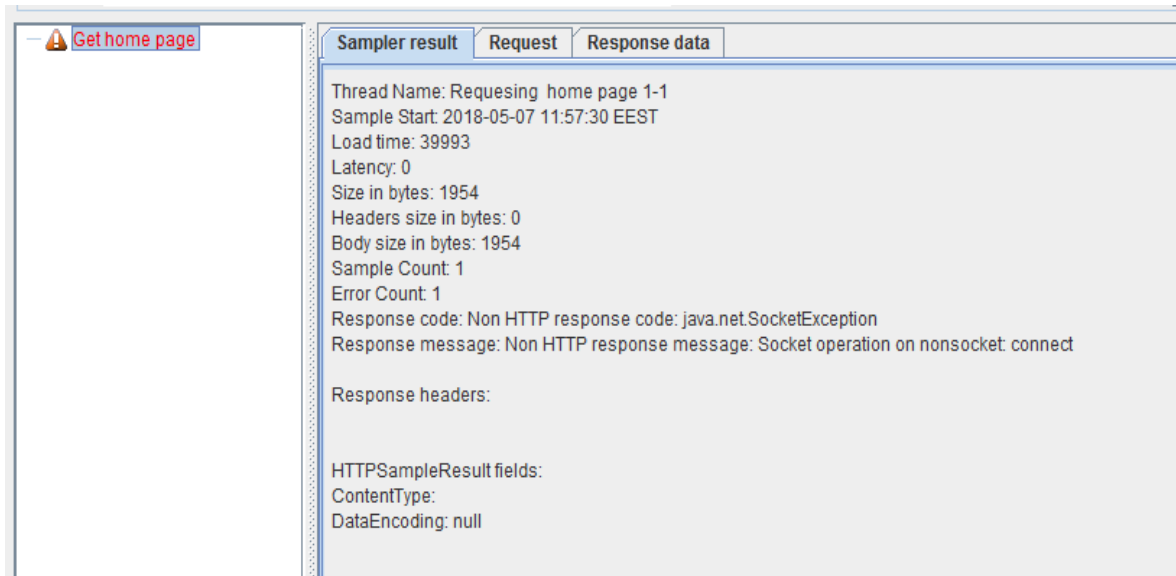 Get home page
Sampler result Request Response data
Thread Name: Requesing home page 1-1
Sample Start: 2018-05-07 11:57:30 EEST
Load time: 39993
Latency: 0
Size in bytes: 1954
Headers size in bytes: 0
Body size in bytes: 1954
Sample Count: 1
Error Count: 1
Response code: Non HTTP response code: java.net.SocketException
Response message: Non HTTP response message: Socket operation on nonsocket: connect
Response headers:
HTTPSampleResult fields:
ContentType:
DataEncoding: null